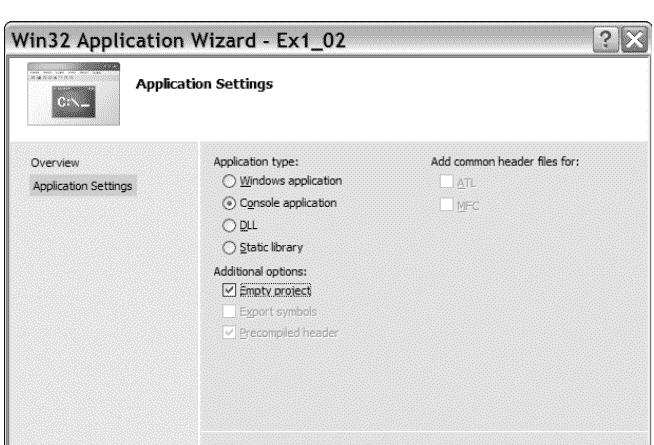 Win32 Application Wizard - Ex1_02
C:\_
Application Settings
Overview
Application Settings
Application type:
Windows application
Console application
DLL
Static library
Additional options:
Empty project
Export symbols
Precompiled header
Add common header files for:
ATL
MFC